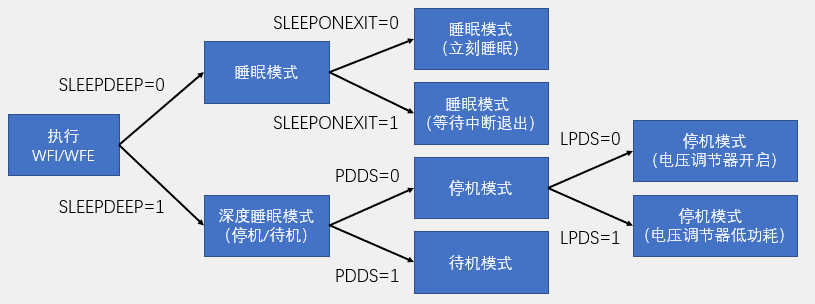 SLEEPONEXIT=0
睡眠模式
（立刻睡眠）
SLEEPDEEP=0
睡眠模式
SLEEPONEXIT=1
睡眠模式
（等待中断退出）
执行
WFI/WFE
SLEEPDEEP=1
深度睡眠模式
（停机/待机）
PDDS=0
停机模式
PDDS=1
待机模式
LPDS=0
停机模式
（电压调节器开启）
LPDS=1
停机模式
（电压调节器低功耗）